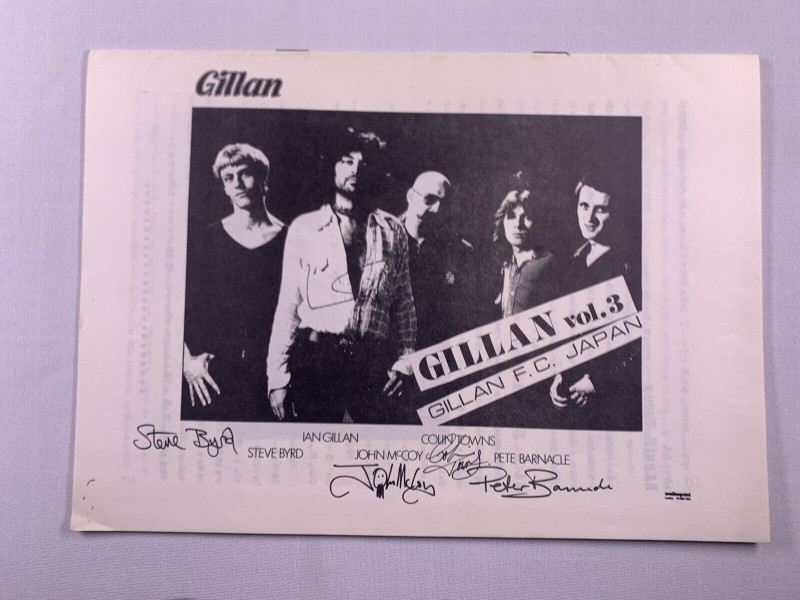 Gillan
GILLAN vol.3
GILLAN F.C. JAPAN
IAN GILLAN COLIN TOWNS
Steve Byrd STEVE BYRD JOHN McCOY PETE BARNACLE
John McCoy Peter Barnacle